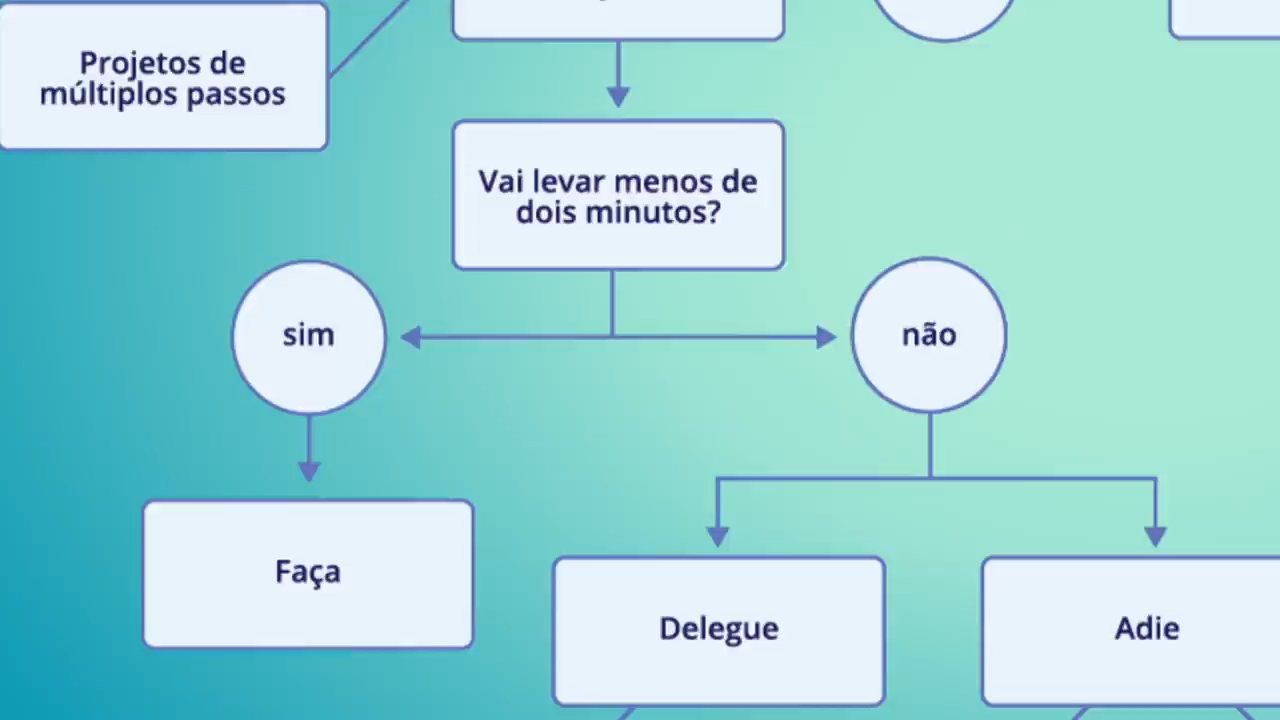 Projetos de
múltiplos passos
Vai levar menos de
dois minutos?
sim
não
Faça
Delegue
Adie